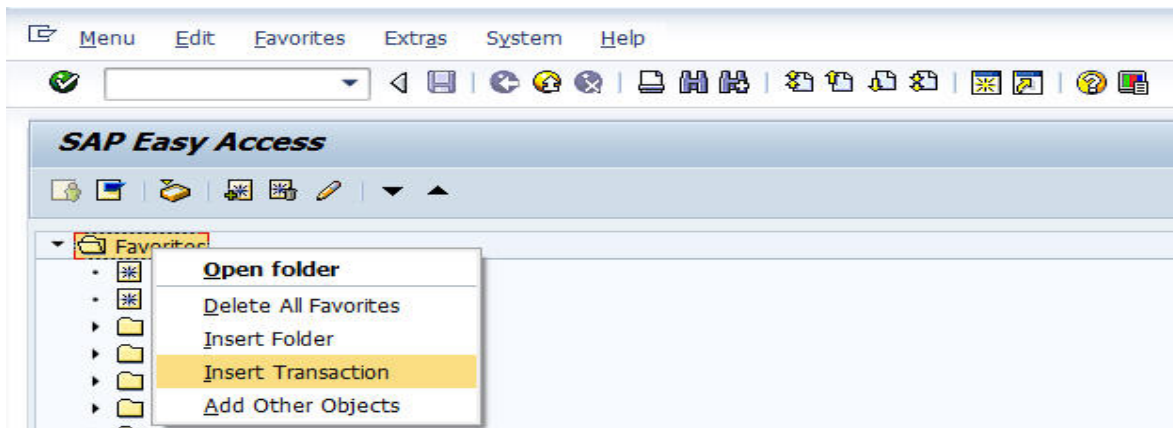 Menu Edit Favorites Extras System Help
SAP Easy Access
Favorites
Open folder
Delete All Favorites
Insert Folder
Insert Transaction
Add Other Objects